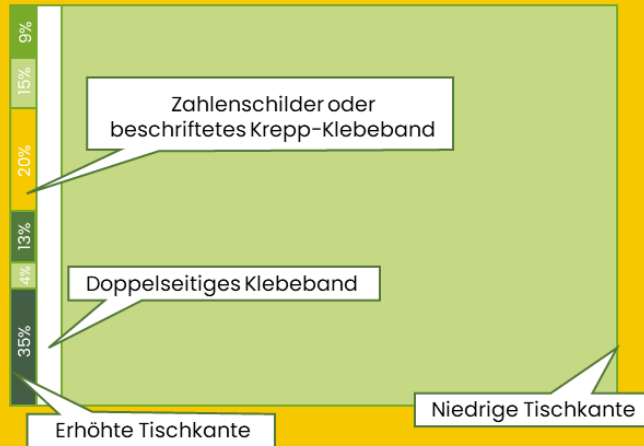 9%
15%
Zahlenschilder oder
beschriftetes Krepp-Klebeband
20%
13%
Doppelseitiges Klebeband
4%
35%
Niedrige Tischkante
Erhöhte Tischkante